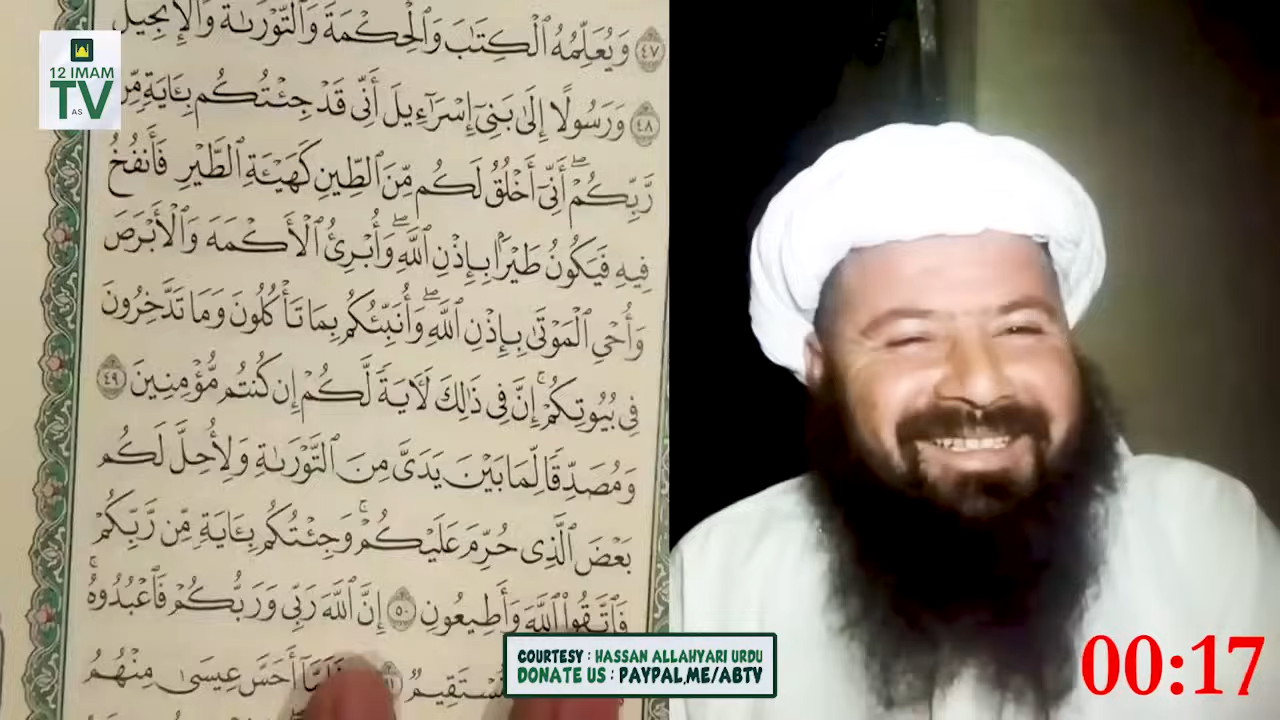 12 IMAM
TV
AS
وَيُعَلِّمُهُ ٱلْكِتَٰبَ وَٱلْحِكْمَةَ وَٱلتَّوْرَىٰةَ وَٱلْإِنجِيلَ
٤٧
وَرَسُولًا إِلَىٰ بَنِىٓ إِسْرَٰٓءِيلَ أَنِّى قَدْ جِئْتُكُم بِـَٔايَةٍ مِّن
٤٨
رَّبِّكُمْ ۖ أَنِّىٓ أَخْلُقُ لَكُم مِّنَ ٱلطِّينِ كَهَيْـَٔةِ ٱلطَّيْرِ فَأَنفُخُ
فِيهِ فَيَكُونُ طَيْرًۢا بِإِذْنِ ٱللَّهِ ۖ وَأُبْرِئُ ٱلْأَكْمَهَ وَٱلْأَبْرَصَ
وَأُحْىِ ٱلْمَوْتَىٰ بِإِذْنِ ٱللَّهِ ۖ وَأُنَبِّئُكُم بِمَا تَأْكُلُونَ وَمَا تَدَّخِرُونَ
فِى بُيُوتِكُمْ ۚ إِنَّ فِى ذَٰلِكَ لَـَٔايَةً لَّكُمْ إِن كُنتُم مُّؤْمِنِينَ ٤٩
وَمُصَدِّقًا لِّمَا بَيْنَ يَدَىَّ مِنَ ٱلتَّوْرَىٰةِ وَلِأُحِلَّ لَكُم
بَعْضَ ٱلَّذِى حُرِّمَ عَلَيْكُمْ ۚ وَجِئْتُكُم بِـَٔايَةٍ مِّن رَّبِّكُمْ
فَٱتَّقُوا۟ ٱللَّهَ وَأَطِيعُونِ ٥٠ إِنَّ ٱللَّهَ رَبِّى وَرَبُّكُمْ فَٱعْبُدُوهُ ۚ
أَحَسَّ عِيسَىٰ مِنْهُمُ
COURTESY : HASSAN ALLAHYARI URDU
DONATE US : PAYPAL.ME/ABTV
00:17